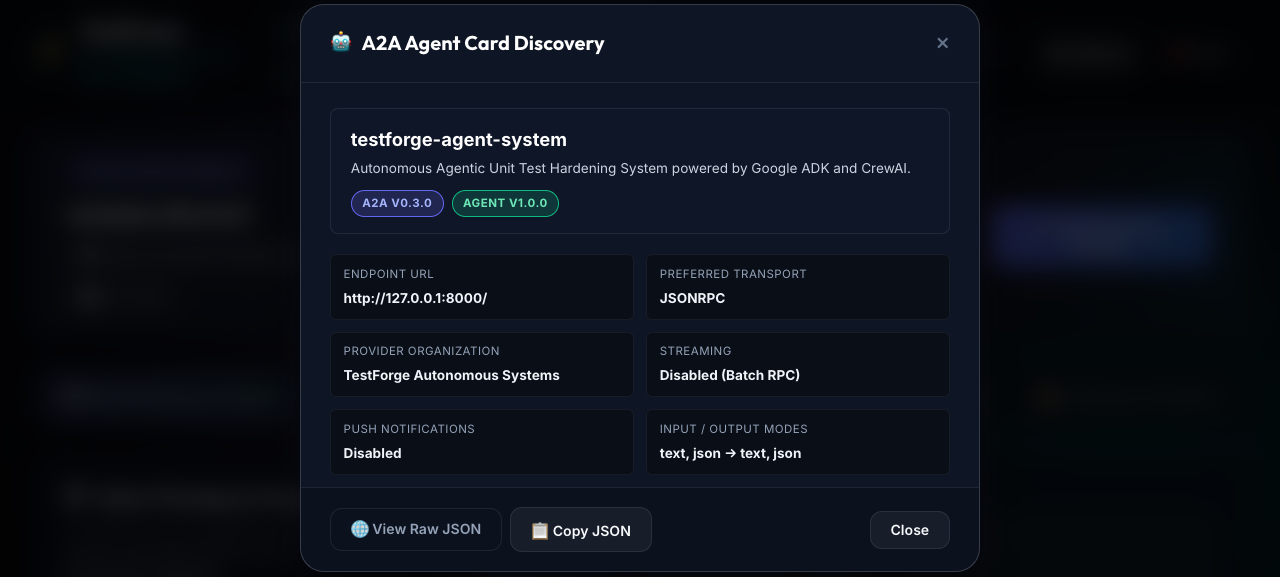 A2A Agent Card Discovery
×
testforge-agent-system
Autonomous Agentic Unit Test Hardening System powered by Google ADK and CrewAI.
A2A V0.3.0
AGENT V1.0.0
ENDPOINT URL
http://127.0.0.1:8000/
PREFERRED TRANSPORT
JSONRPC
PROVIDER ORGANIZATION
TestForge Autonomous Systems
STREAMING
Disabled (Batch RPC)
PUSH NOTIFICATIONS
Disabled
INPUT / OUTPUT MODES
text, json → text, json
View Raw JSON
Copy JSON
Close